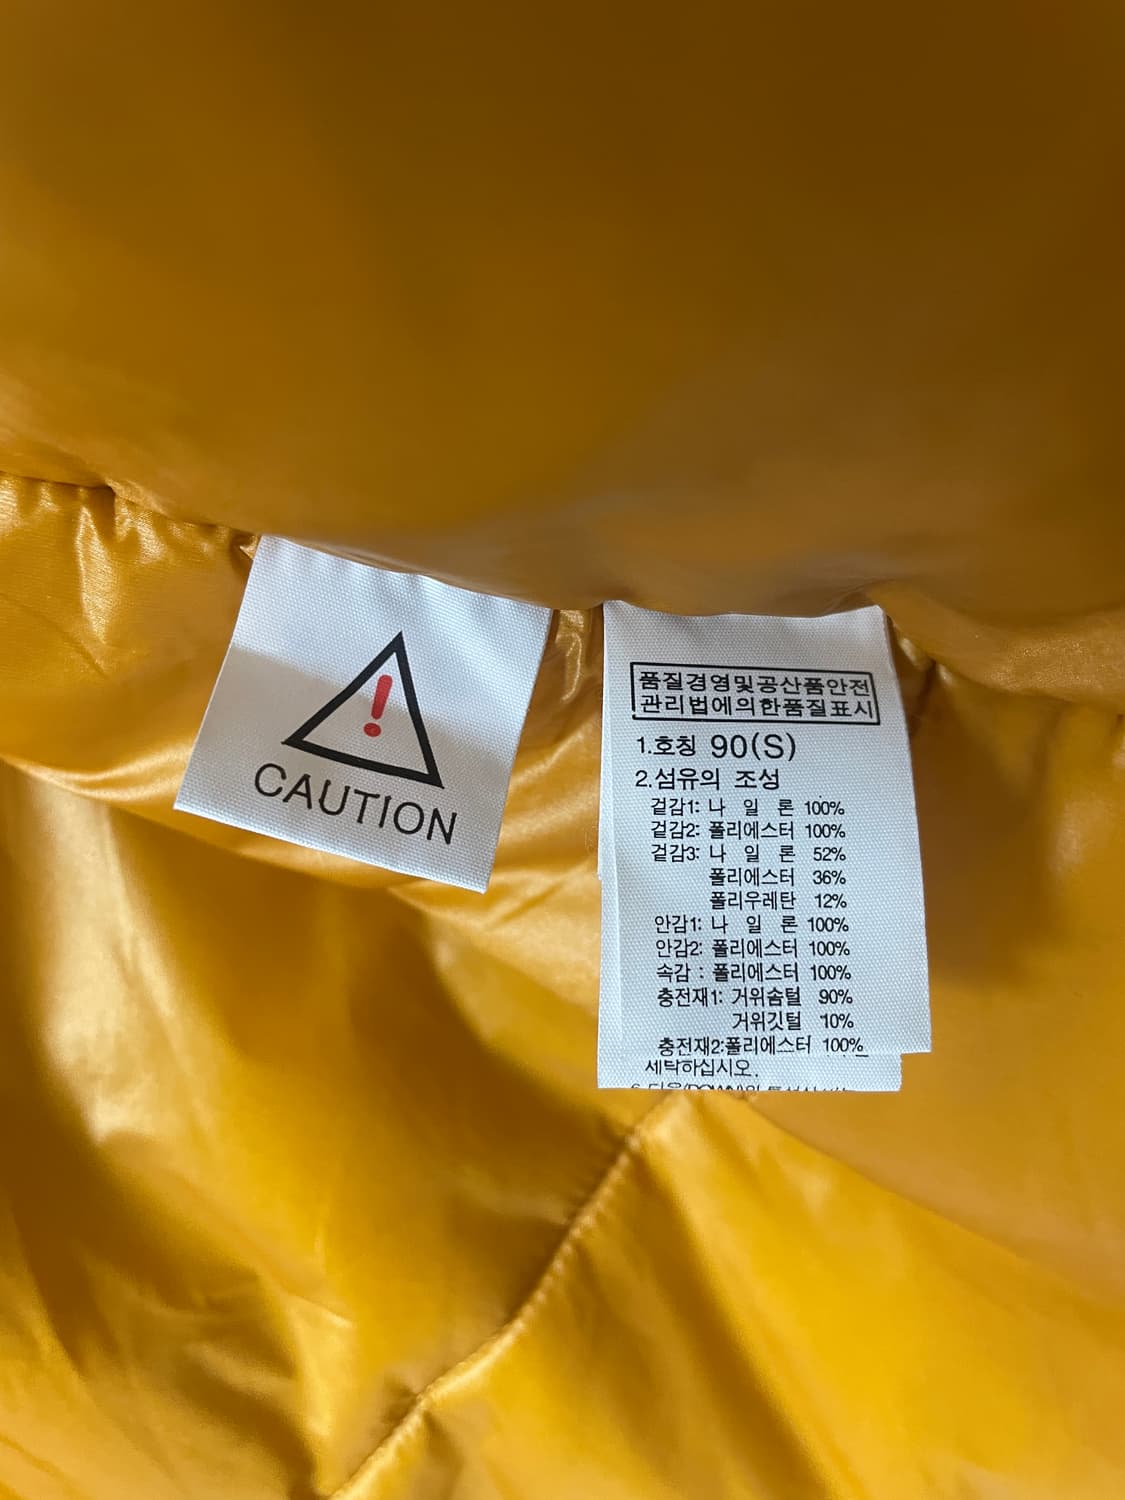 !
CAUTION
품질경영및공산품안전
관리법에의한품질표시
1.호칭 90(S)
2.섬유의 조성
겉감1: 나 일 론 100%
겉감2: 폴리에스터 100%
겉감3: 나 일 론 52%
폴리에스터 36%
폴리우레탄 12%
안감1: 나 일 론 100%
안감2: 폴리에스터 100%
속감 : 폴리에스터 100%
충전재1: 거위솜털 90%
거위깃털 10%
충전재2:폴리에스터 100%
세탁하십시오.